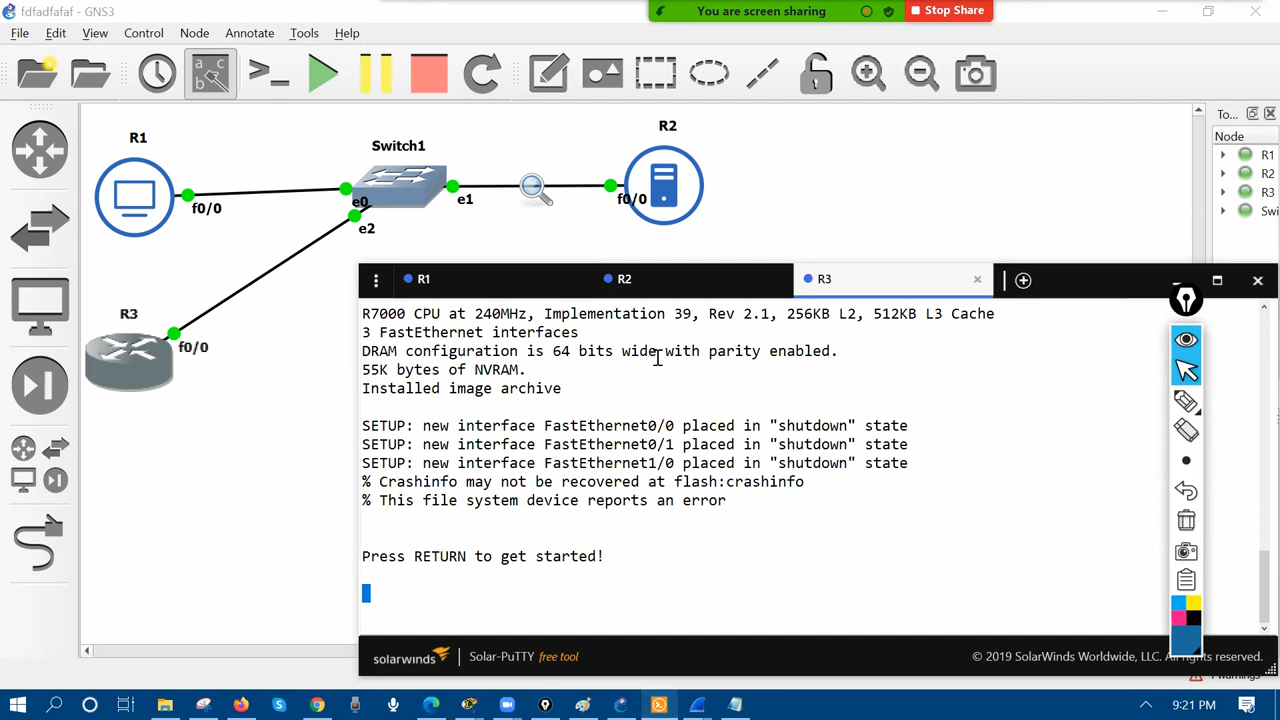 fdfadfafaf - GNS3
You are screen sharing
Stop Share
File Edit View Control Node Annotate Tools Help
R1
Switch1
R2
f0/0
e0
e1
f0/0
e2
R3
f0/0
To...
Node
R1
R2
R3
Swi
R1 R2 R3
R7000 CPU at 240MHz, Implementation 39, Rev 2.1, 256KB L2, 512KB L3 Cache
3 FastEthernet interfaces
DRAM configuration is 64 bits wide with parity enabled.
55K bytes of NVRAM.
Installed image archive
SETUP: new interface FastEthernet0/0 placed in "shutdown" state
SETUP: new interface FastEthernet0/1 placed in "shutdown" state
SETUP: new interface FastEthernet1/0 placed in "shutdown" state
% Crashinfo may not be recovered at flash:crashinfo
% This file system device reports an error
Press RETURN to get started!
solarwinds Solar-PuTTY free tool © 2019 SolarWinds Worldwide, LLC. All rights reserved.
warnings
9:21 PM